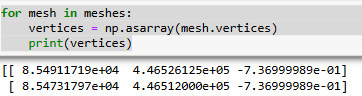 for mesh in meshes:
    vertices = np.asarray(mesh.vertices)
    print(vertices)
[[ 8.54911719e+04  4.46526125e+05 -7.36999989e-01]
 [ 8.54731797e+04  4.46512000e+05 -7.36999989e-01]